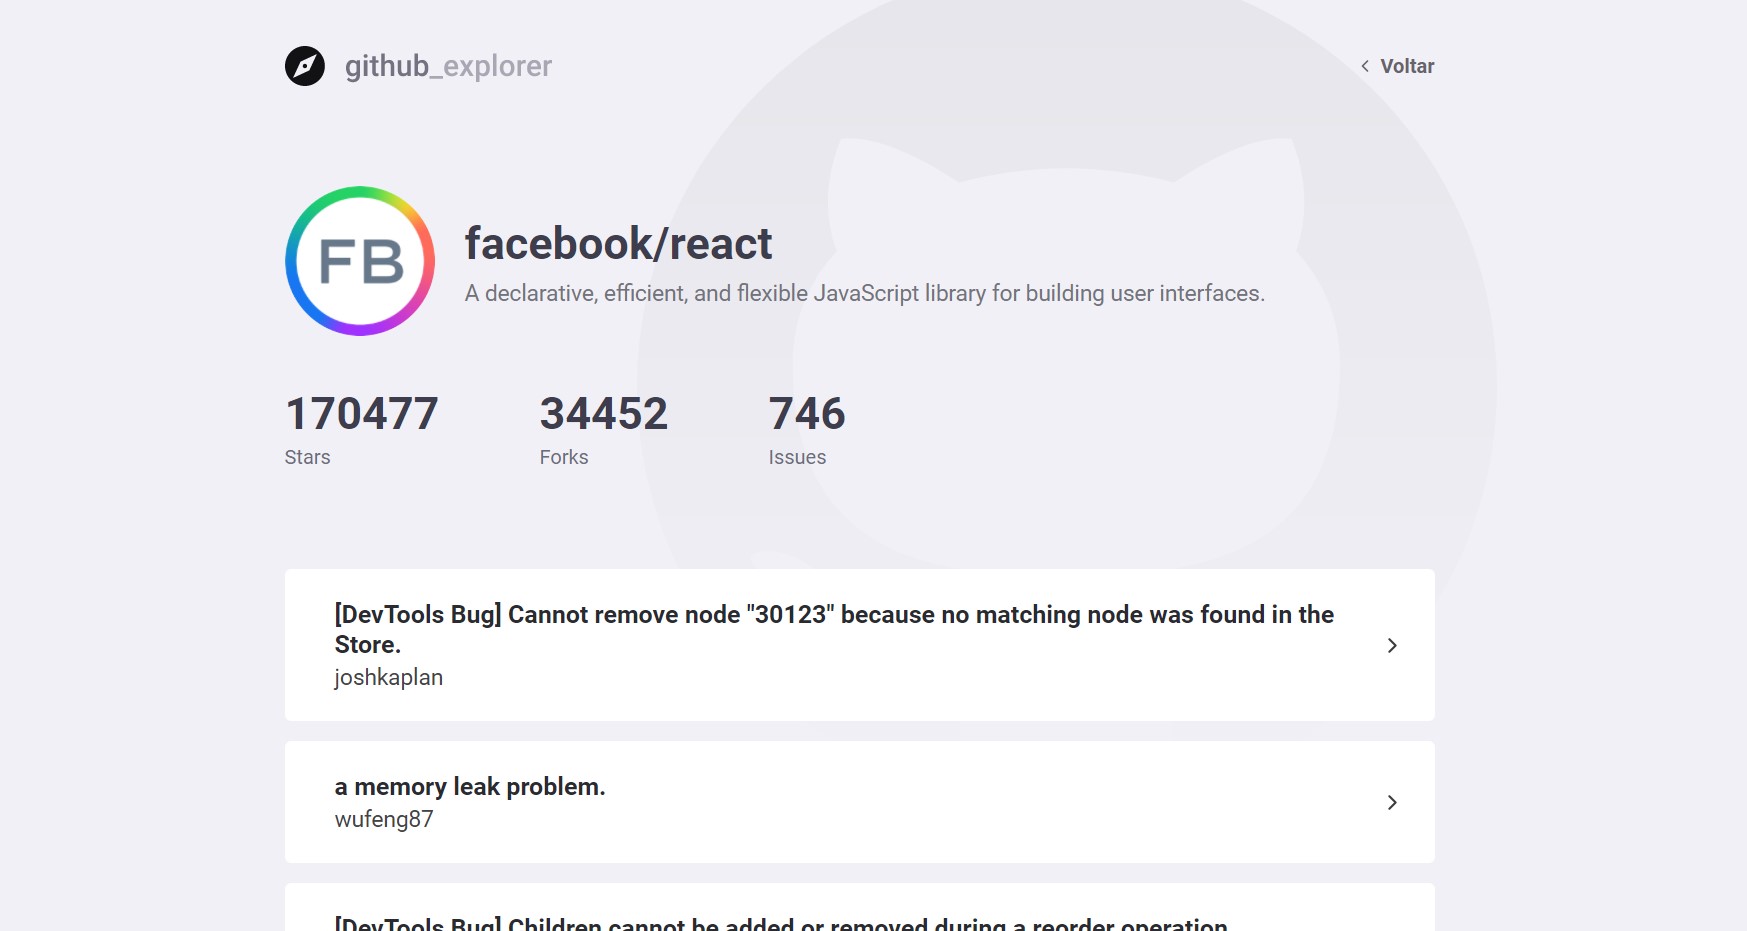 github_explorer
Voltar
FB
facebook/react
A declarative, efficient, and flexible JavaScript library for building user interfaces.
170477
34452
746
Stars
Forks
Issues
[DevTools Bug] Cannot remove node "30123" because no matching node was found in the
Store.
joshkaplan
a memory leak problem.
wufeng87
[DevTools Bug] Children cannot be added or removed during a reorder operation.